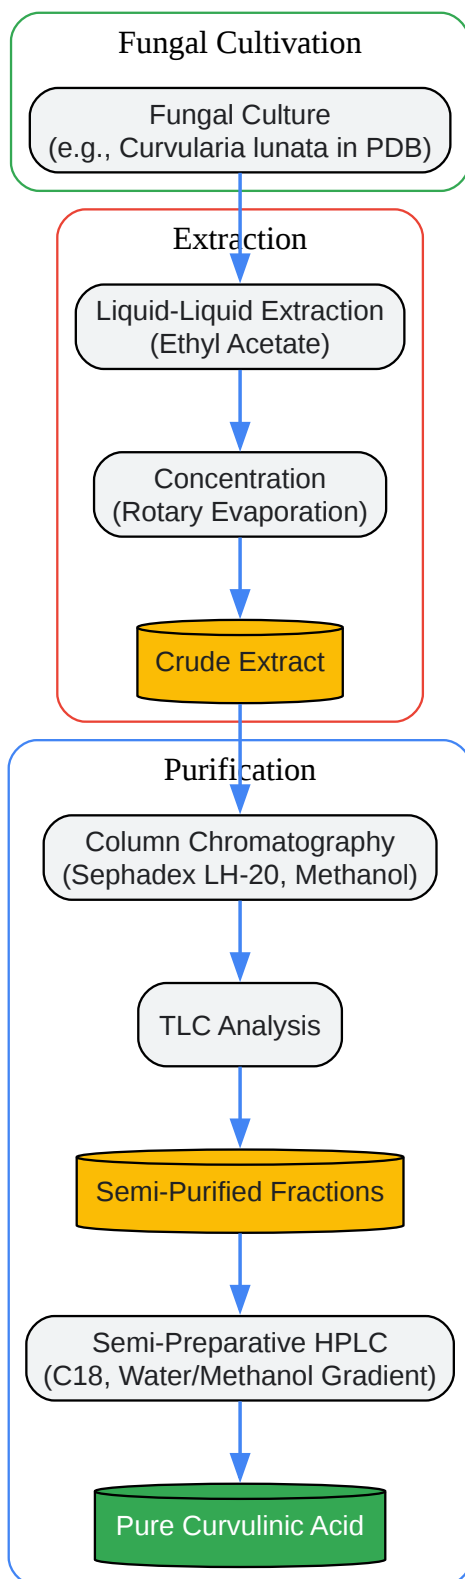 Fungal Cultivation
Fungal Culture
(e.g., Curvularia lunata in PDB)
Extraction
Liquid-Liquid Extraction
(Ethyl Acetate)
Concentration
(Rotary Evaporation)
Crude Extract
Purification
Column Chromatography
(Sephadex LH-20, Methanol)
TLC Analysis
Semi-Purified Fractions
Semi-Preparative HPLC
(C18, Water/Methanol Gradient)
Pure Curvulinic Acid